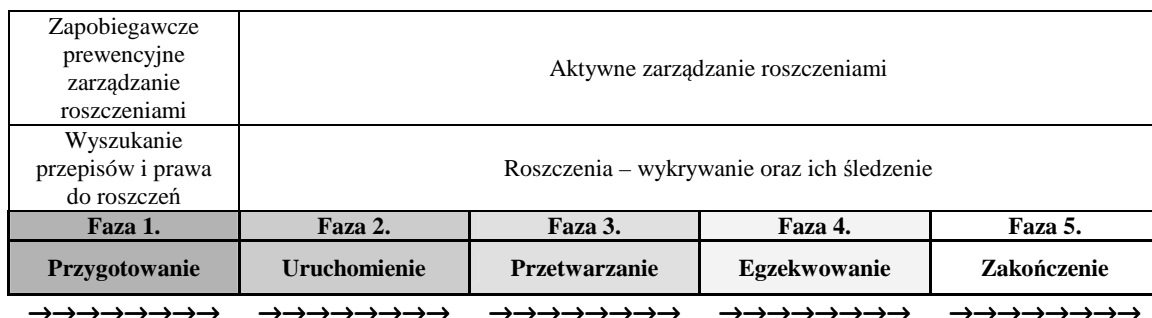 Zapobiegawcze
prewencyjne
zarządzanie
roszczeniami
Aktywne zarządzanie roszczeniami
Wyszukanie
przepisów i prawa
do roszczeń
Roszczenia – wykrywanie oraz ich śledzenie
Faza 1. Faza 2. Faza 3. Faza 4. Faza 5.
Przygotowanie Uruchomienie Przetwarzanie Egzekwowanie Zakończenie
→→→→→→→→ →→→→→→→→ →→→→→→→→ →→→→→→→→ →→→→→→→→